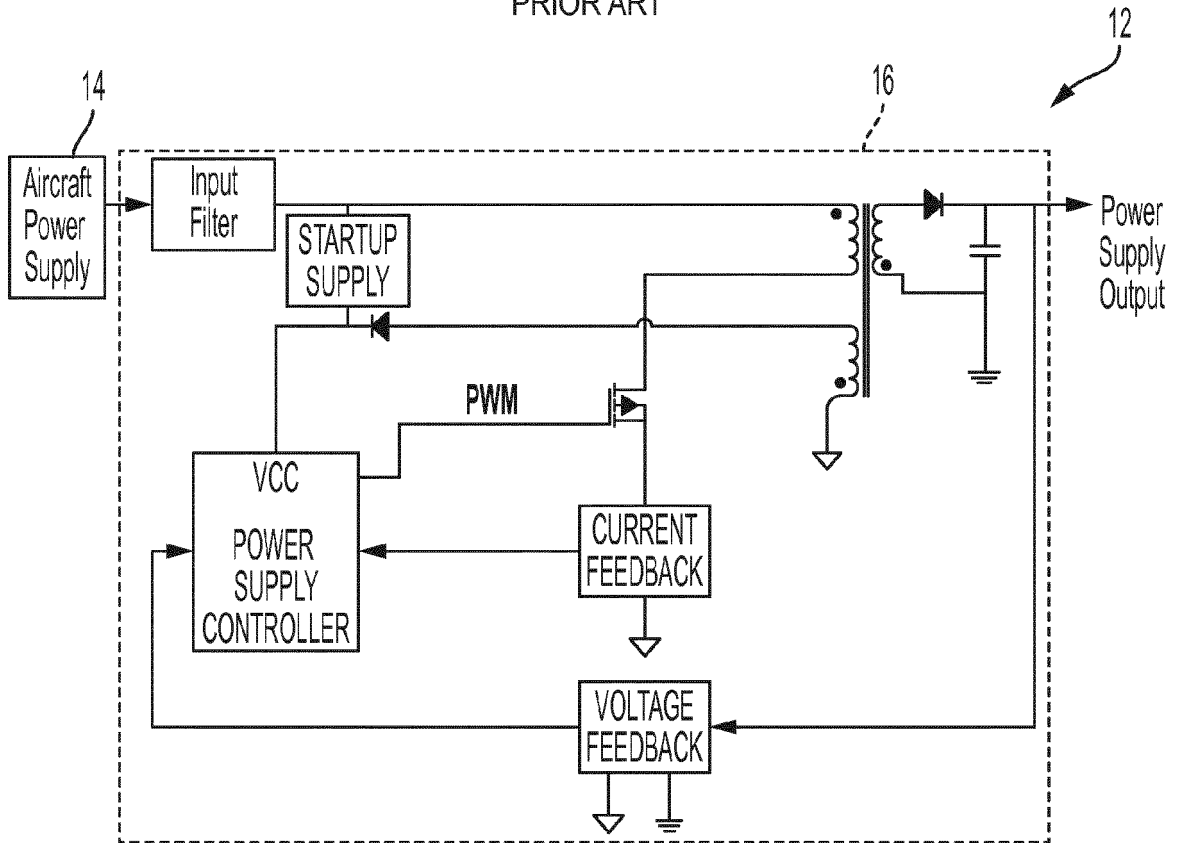 PRIOR ART
12
14
16
Aircraft
Power
Supply
Input
Filter
STARTUP
SUPPLY
Power
Supply
Output
PWM
VCC
POWER
SUPPLY
CONTROLLER
CURRENT
FEEDBACK
VOLTAGE
FEEDBACK